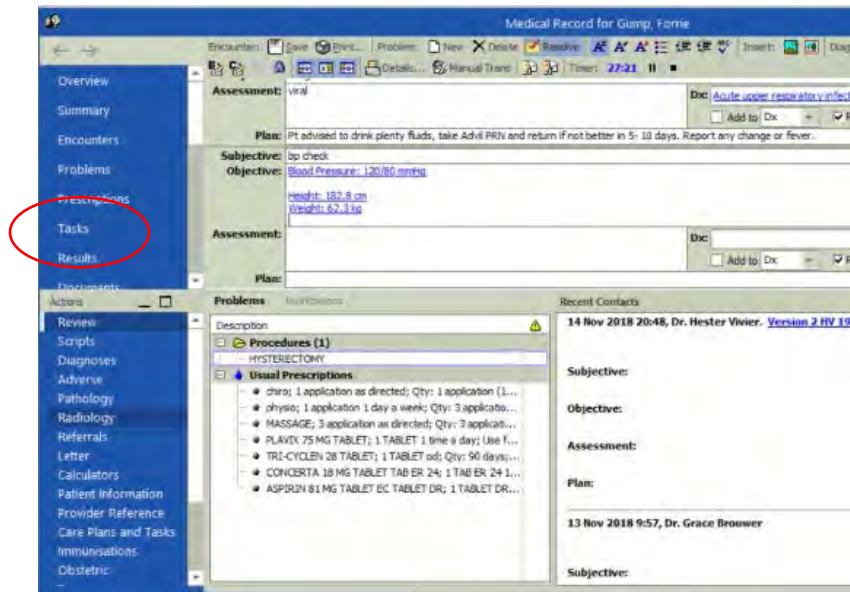 Medical Record for Gump, Forrie
Encounter: Save Print... Problem: New Delete Resolve Insert: Diag
Details... Manual Trans Timer: 27:21
Overview
Summary
Encounters
Problems
Prescriptions
Tasks
Results
Documents
Assessment: viral
Dx: Acute upper respiratory infect
Add to Dx
Plan: Pt advised to drink plenty fluids, take Advil PRN and return if not better in 5- 10 days. Report any change or fever.
Subjective: bp check
Objective: Blood Pressure: 120/80 mmHg
Height: 182.8 cm
Weight: 62.3 kg
Assessment:
Dx:
Add to Dx
Plan:
Actions
Review
Scripts
Diagnoses
Adverse
Pathology
Radiology
Referrals
Letter
Calculators
Patient Information
Provider Reference
Care Plans and Tasks
Immunisations
Obstetric
Problems
Description
Procedures (1)
HYSTERECTOMY
Usual Prescriptions
chiro; 1 application as directed; Qty: 1 application (1...
physio; 1 application 1 day a week; Qty: 3 applicatio...
MASSAGE; 3 application as directed; Qty: 3 applicati...
PLAVIX 75 MG TABLET; 1 TABLET 1 time a day; Use f...
TRI-CYCLEN 28 TABLET; 1 TABLET od; Qty: 90 days;...
CONCERTA 18 MG TABLET TAB ER 24; 1 TAB ER 24 1...
ASPIRIN 81 MG TABLET EC TABLET DR; 1 TABLET DR...
Recent Contacts
14 Nov 2018 20:48, Dr. Hester Vivier. Version 2 HV 19
Subjective:
Objective:
Assessment:
Plan:
13 Nov 2018 9:57, Dr. Grace Brouwer
Subjective: